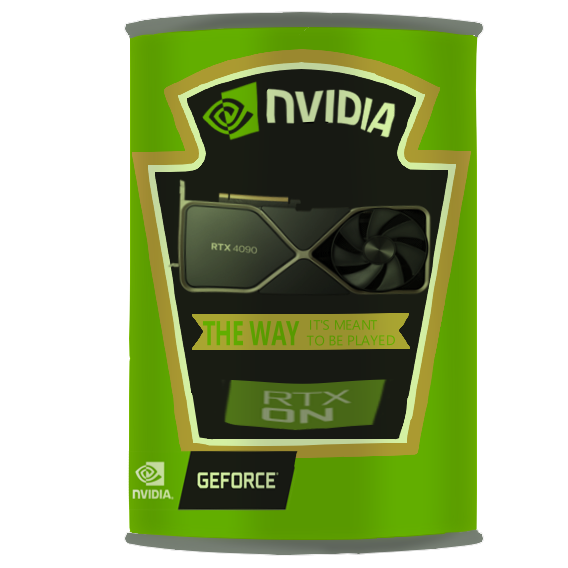 NVIDIA
RTX 4090
THE WAY
IT'S MEANT
TO BE PLAYED
RTX
ON
NVIDIA.
GEFORCE